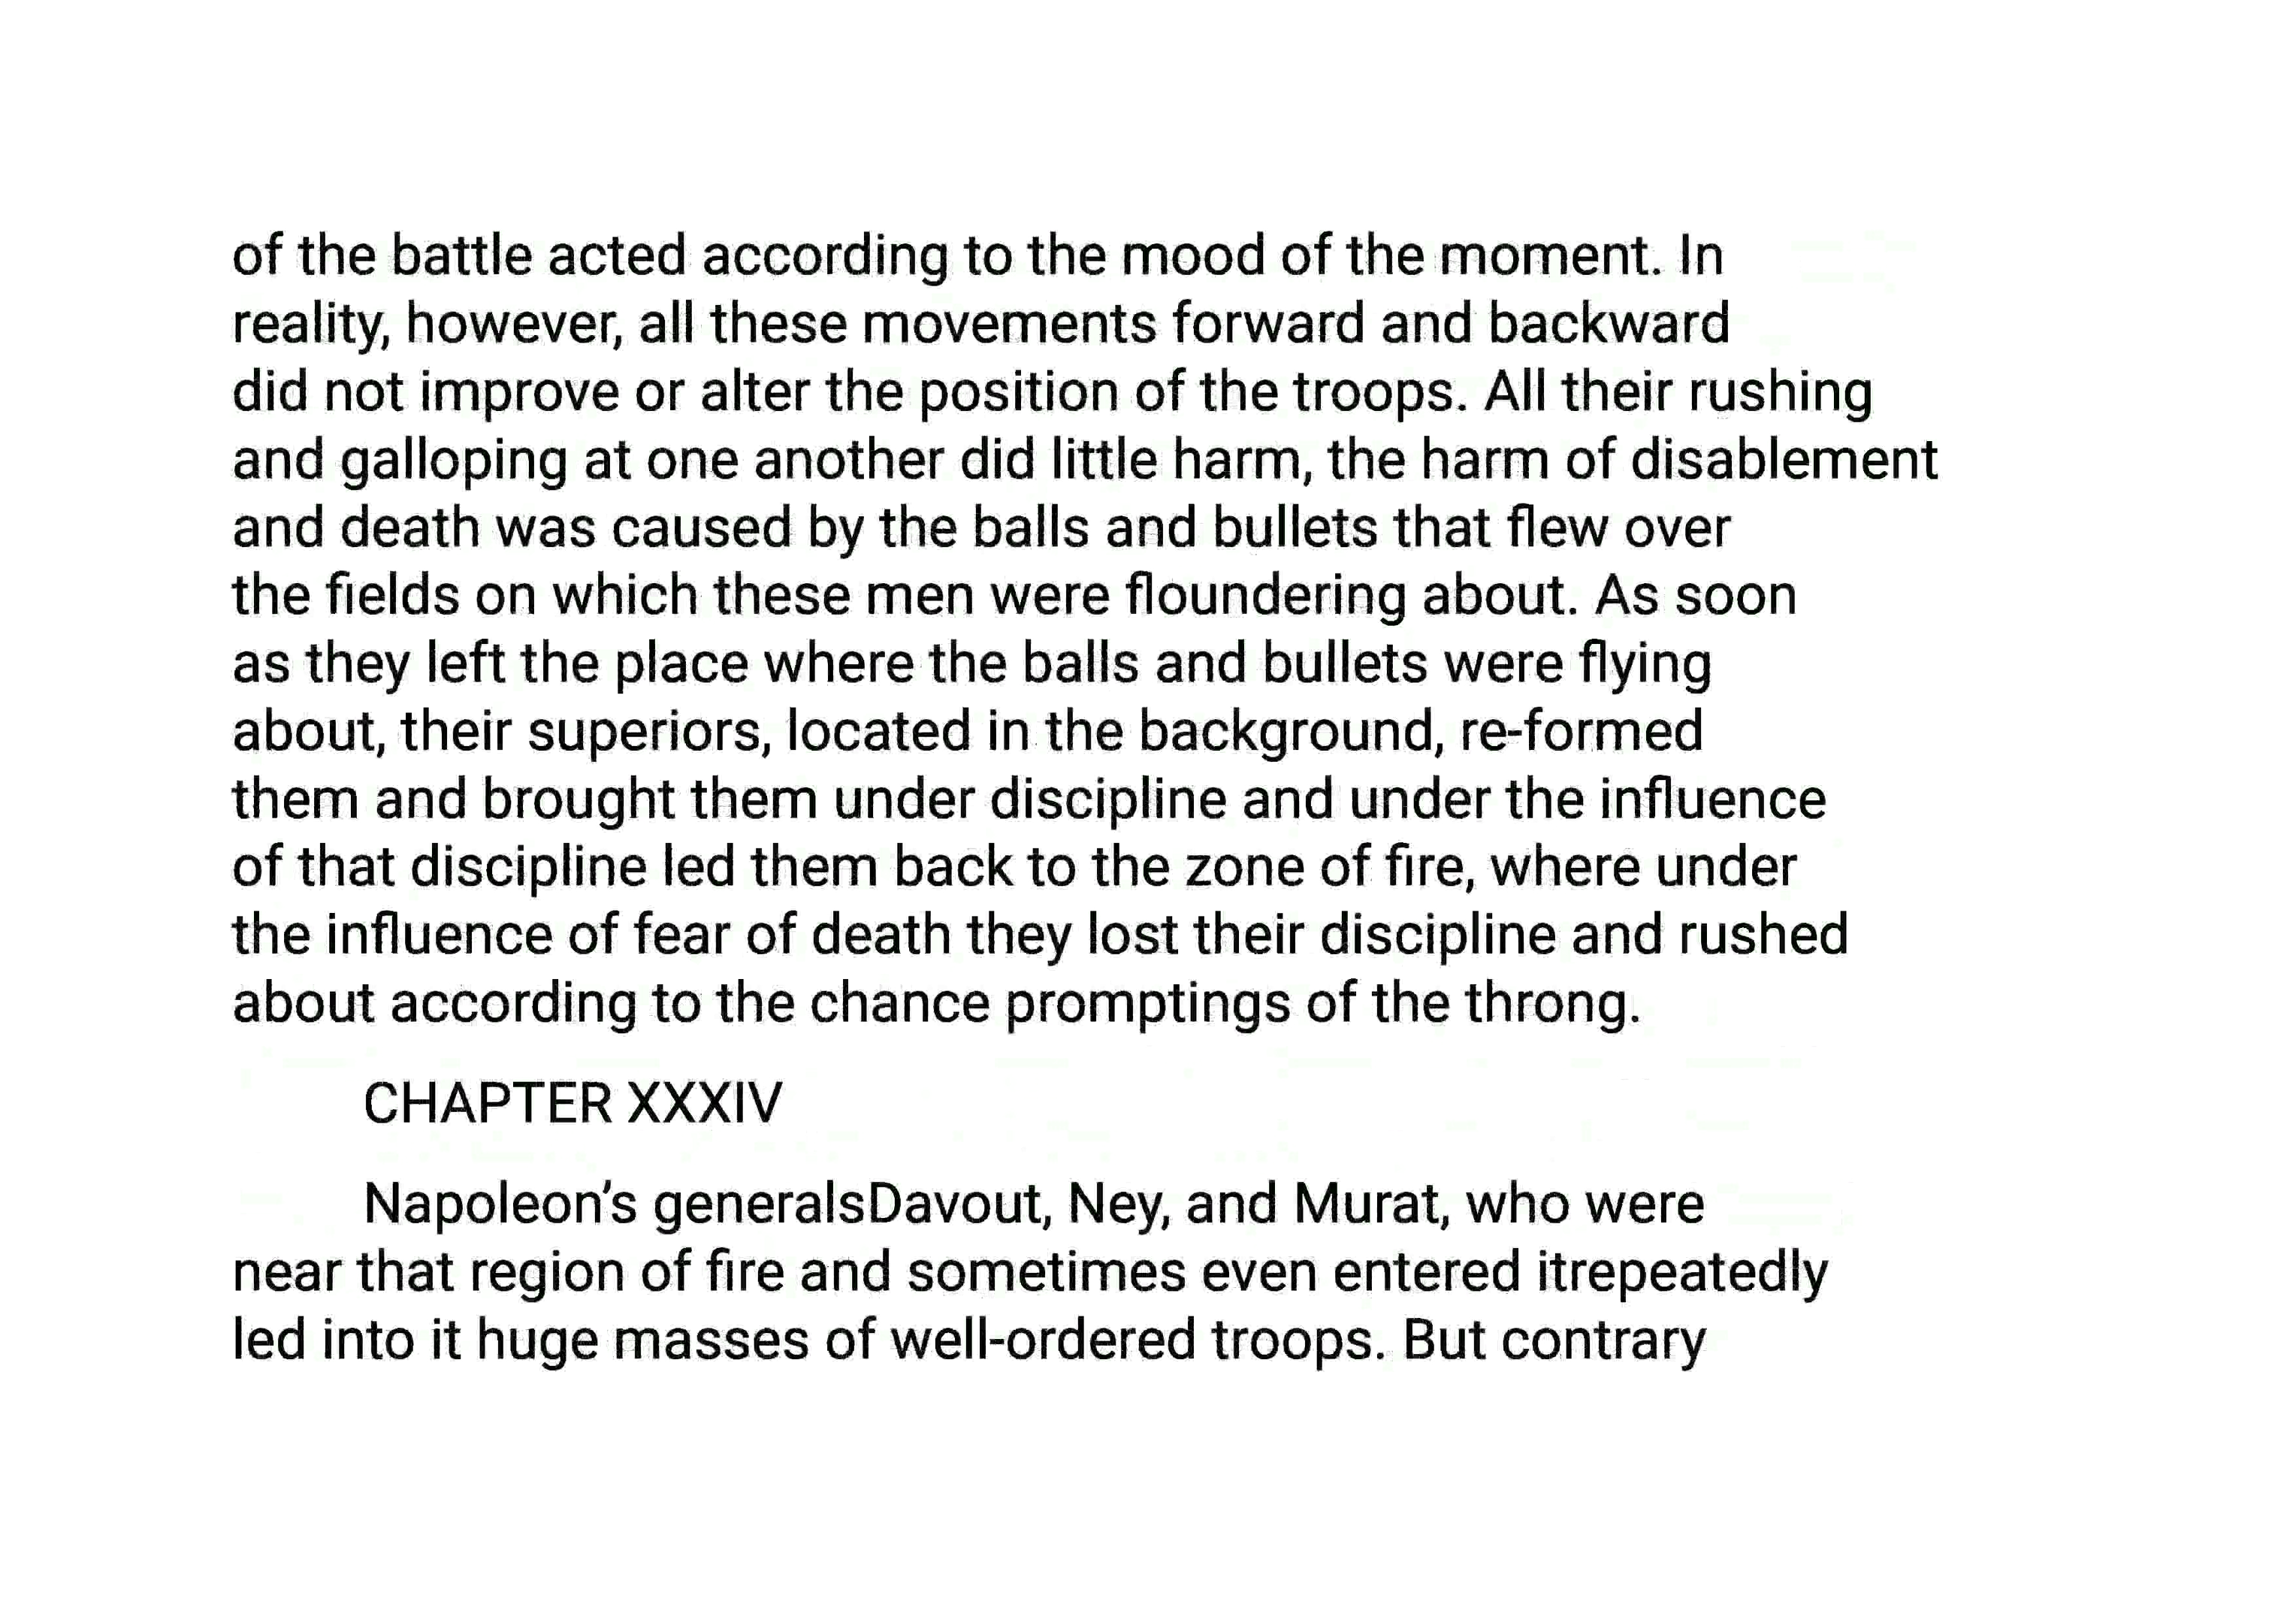 of the battle acted according to the mood of the moment. In
reality, however, all these movements forward and backward
did not improve or alter the position of the troops. All their rushing
and galloping at one another did little harm, the harm of disablement
and death was caused by the balls and bullets that flew over
the fields on which these men were floundering about. As soon
as they left the place where the balls and bullets were flying
about, their superiors, located in the background, re-formed
them and brought them under discipline and under the influence
of that discipline led them back to the zone of fire, where under
the influence of fear of death they lost their discipline and rushed
about according to the chance promptings of the throng.
CHAPTER XXXIV
Napoleon’s generalsDavout, Ney, and Murat, who were
near that region of fire and sometimes even entered itrepeatedly
led into it huge masses of well-ordered troops. But contrary